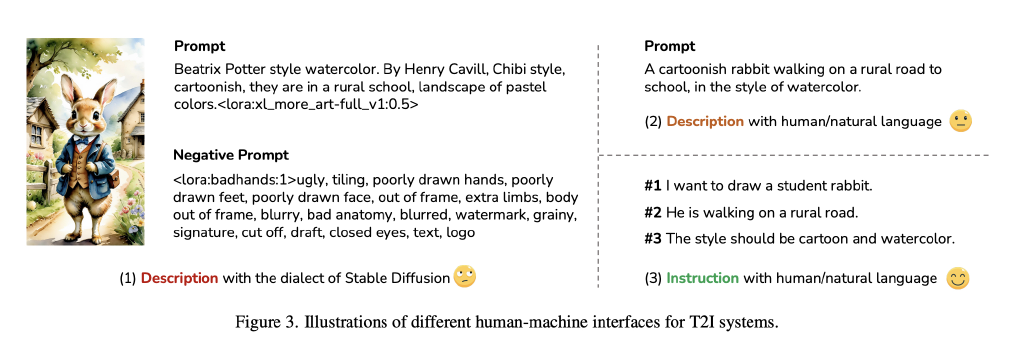 Prompt
Beatrix Potter style watercolor. By Henry Cavill, Chibi style,
cartoonish, they are in a rural school, landscape of pastel
colors.<lora:xl_more_art-full_v1:0.5>
Negative Prompt
<lora:badhands:1>ugly, tiling, poorly drawn hands, poorly
drawn feet, poorly drawn face, out of frame, extra limbs, body
out of frame, blurry, bad anatomy, blurred, watermark, grainy,
signature, cut off, draft, closed eyes, text, logo
(1) Description with the dialect of Stable Diffusion
Prompt
A cartoonish rabbit walking on a rural road to
school, in the style of watercolor.
(2) Description with human/natural language
#1 I want to draw a student rabbit.
#2 He is walking on a rural road.
#3 The style should be cartoon and watercolor.
(3) Instruction with human/natural language
Figure 3. Illustrations of different human-machine interfaces for T2I systems.